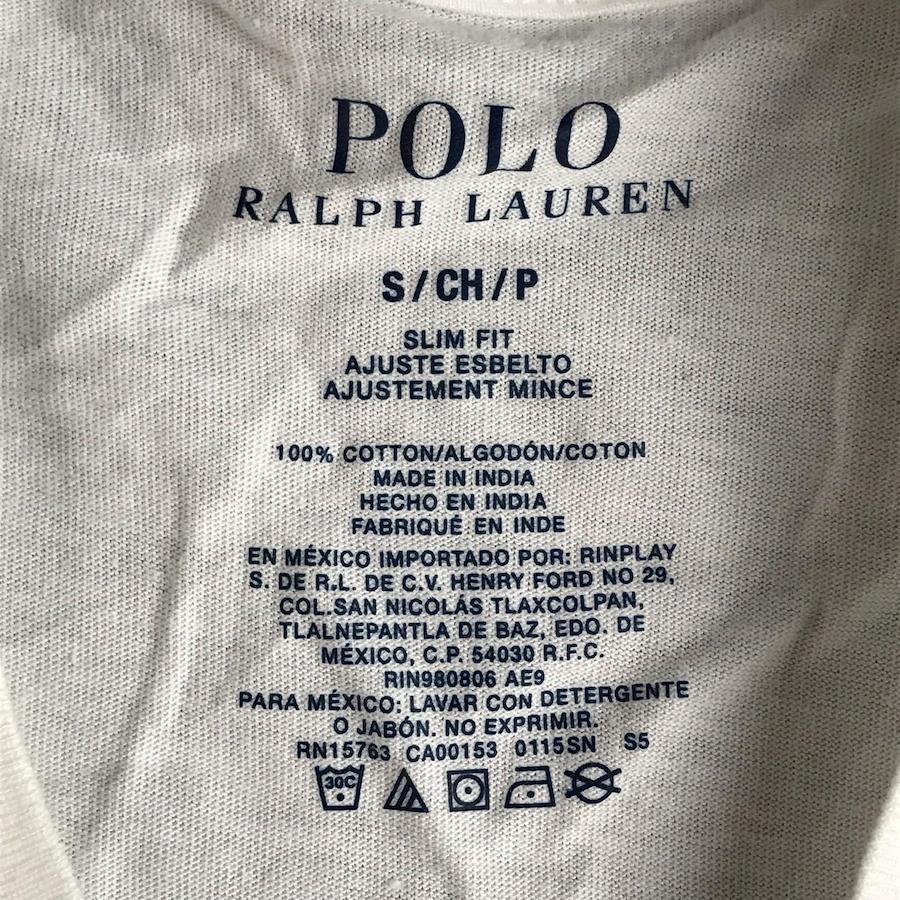 POLO
RALPH LAUREN
S/CH/P
SLIM FIT
AJUSTE ESBELTO
AJUSTEMENT MINCE
100% COTTON/ALGODÓN/COTON
MADE IN INDIA
HECHO EN INDIA
FABRIQUÉ EN INDE
EN MÉXICO IMPORTADO POR: RINPLAY
S. DE R.L. DE C.V. HENRY FORD NO 29,
COL.SAN NICOLÁS TLAXCOLPAN,
TLALNEPANTLA DE BAZ, EDO. DE
MÉXICO, C.P. 54030 R.F.C.
RIN980806 AE9
PARA MÉXICO: LAVAR CON DETERGENTE
O JABÓN. NO EXPRIMIR.
RN15763 CA00153 0115SN S5
30C